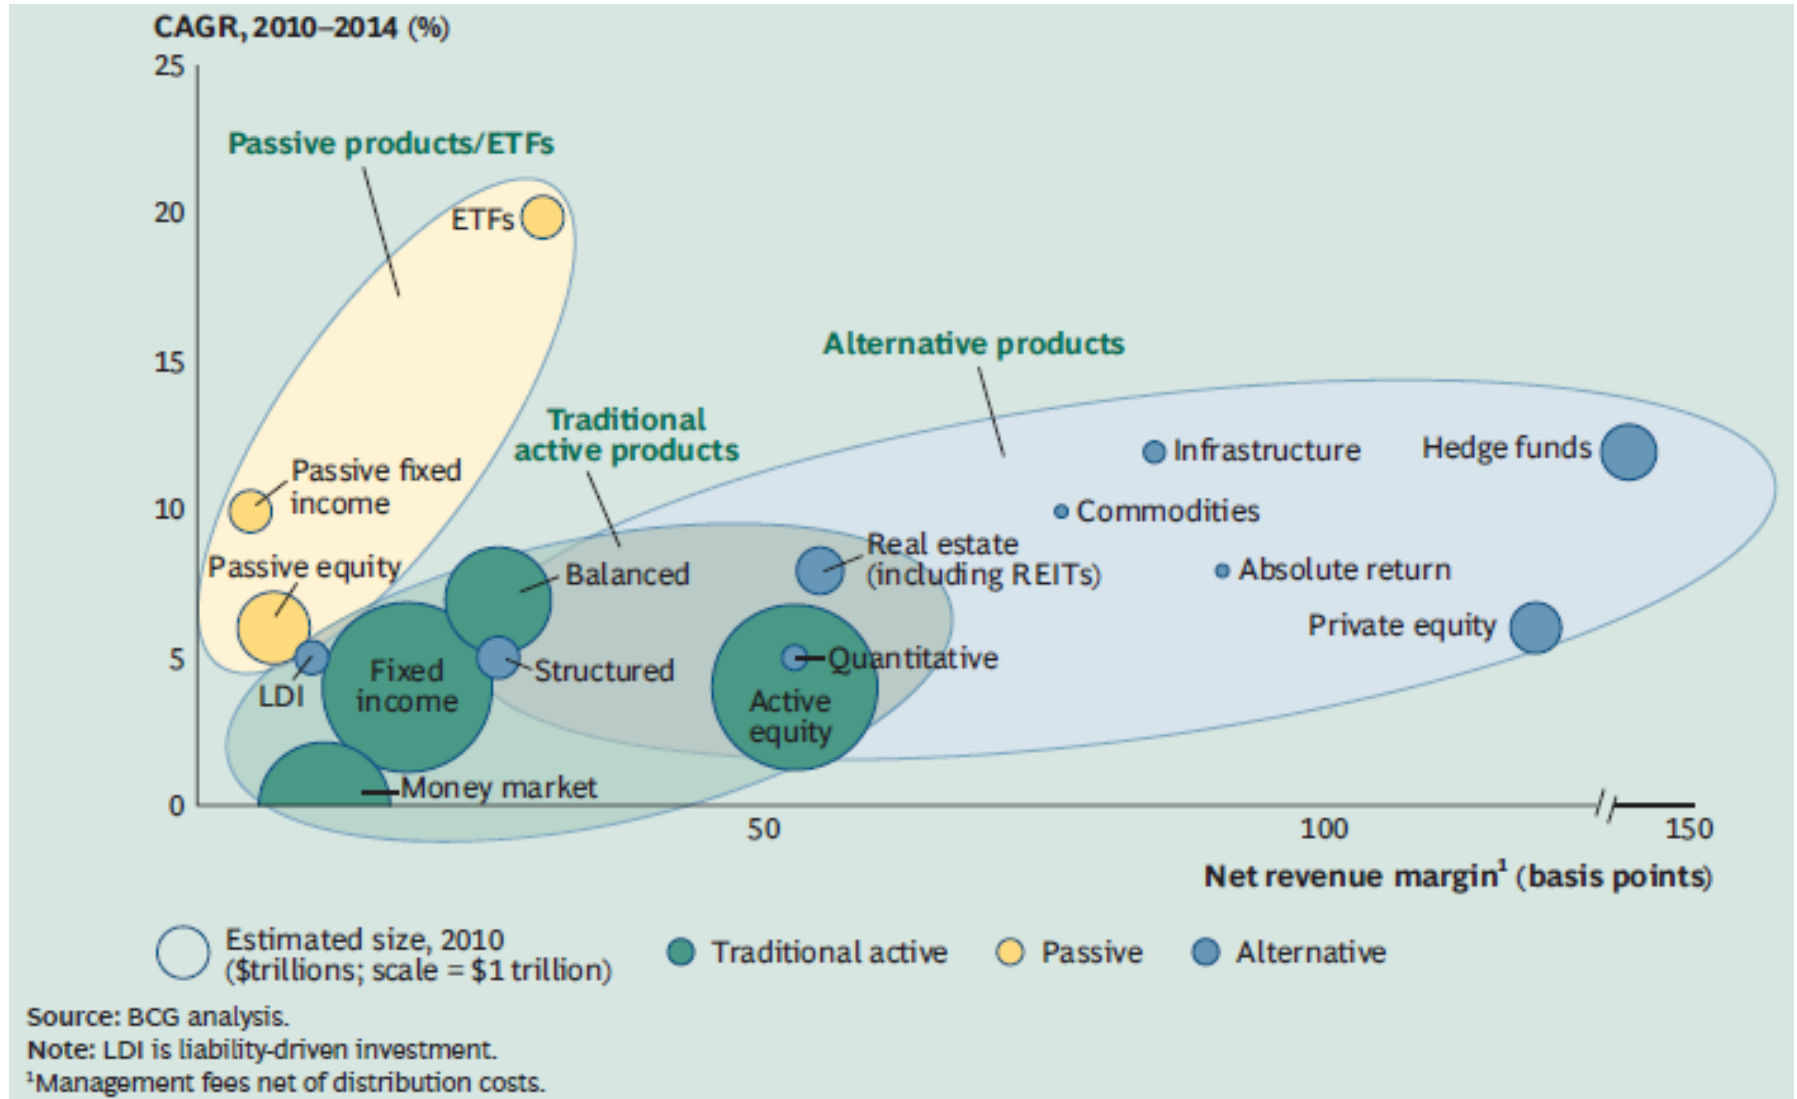 CAGR, 2010–2014 (%)
25
20
15
10
5
0
Passive products/ETFs
ETFs
Alternative products
Traditional
active products
Passive fixed
income
Passive equity
Infrastructure
Hedge funds
Commodities
Real estate
(including REITs)
Absolute return
Balanced
Private equity
LDI
Fixed
income
Structured
Quantitative
Active
equity
Money market
50
100
150
Net revenue margin¹ (basis points)
Estimated size, 2010
($trillions; scale = $1 trillion)
Traditional active
Passive
Alternative
Source: BCG analysis.
Note: LDI is liability-driven investment.
¹Management fees net of distribution costs.